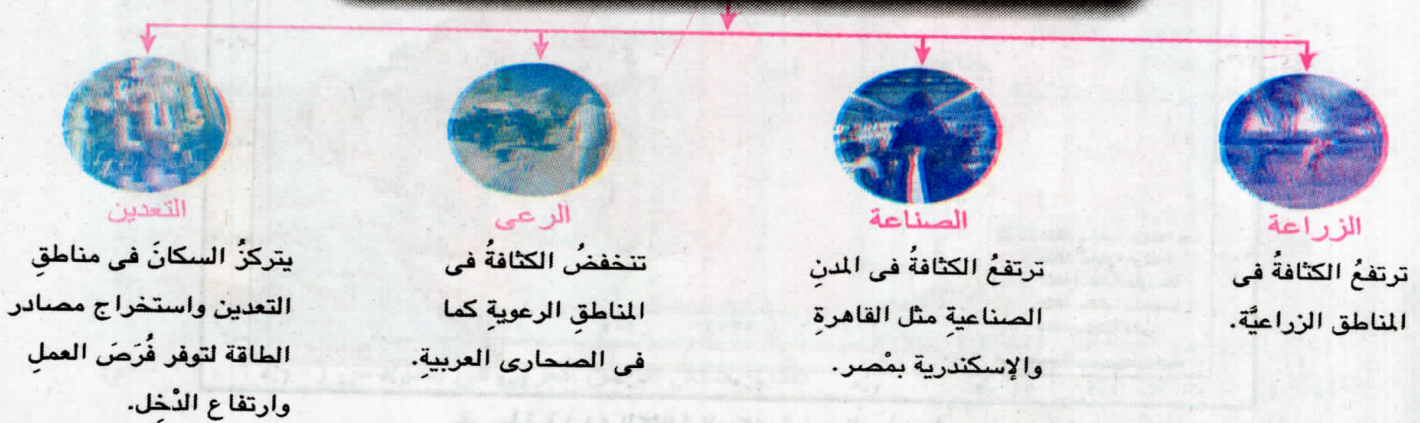 الزراعة
ترتفعُ الكثافةُ فى
المناطق الزراعيَّة.
الصناعة
ترتفعُ الكثافةُ فى المدنِ
الصناعيةِ مثل القاهرةِ
والإسكندرية بمْصر.
الرعى
تنخفضُ الكثافةُ فى
المناطقِ الرعويةِ كما
فى الصحارى العربيةِ.
التعدين
يتركزُ السكانَ فى مناطقِ
التعدين واستخراج مصادر
الطاقة لتوفر فُرَصَ العملِ
وارتفاع الدْخلِ.